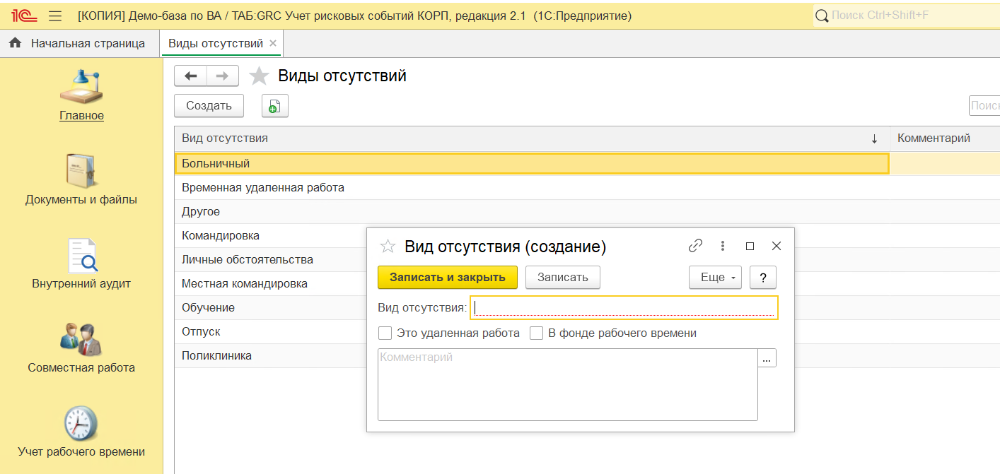 1С [КОПИЯ] Демо-база по ВА / ТАБ:GRC Учет рисковых событий КОРП, редакция 2.1 (1С:Предприятие) Поиск Ctrl+Shift+F
Начальная страница Виды отсутствий ×
Главное
Документы и файлы
Внутренний аудит
Совместная работа
Учет рабочего времени
Виды отсутствий
Создать
Вид отсутствия ↓ Комментарий
Больничный
Временная удаленная работа
Другое
Командировка
Личные обстоятельства
Местная командировка
Обучение
Отпуск
Поликлиника
Вид отсутствия (создание)
Записать и закрыть Записать Еще ?
Вид отсутствия:
Это удаленная работа В фонде рабочего времени
Комментарий ...